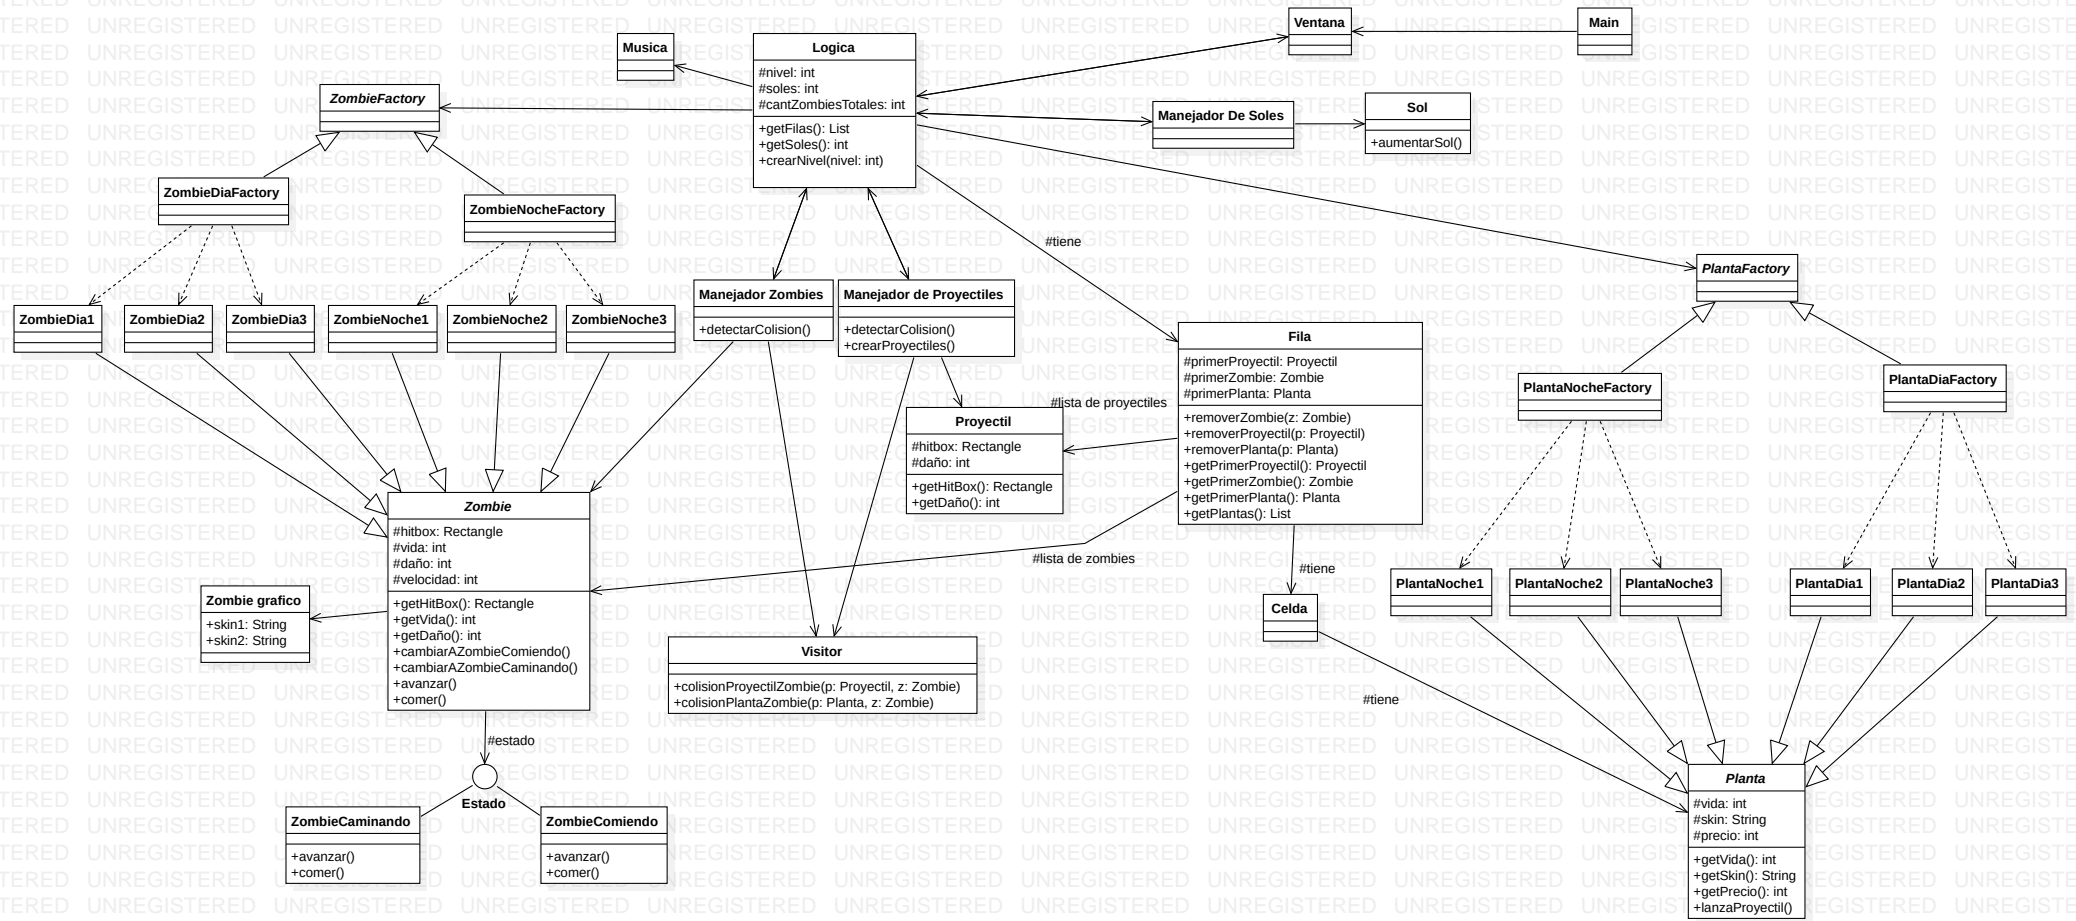 Musica
Logica
#nivel: int
#soles: int
#cantZombiesTotales: int
+getFilas(): List
+getSoles(): int
+crearNivel(nivel: int)
Ventana
Main
ZombieFactory
Manejador De Soles
Sol
+aumentarSol()
ZombieDiaFactory
ZombieNocheFactory
#tiene
PlantaFactory
ZombieDia1
ZombieDia2
ZombieDia3
ZombieNoche1
ZombieNoche2
ZombieNoche3
Manejador Zombies
+detectarColision()
Manejador de Proyectiles
+detectarColision()
+crearProyectiles()
Fila
#primerProyectil: Proyectil
#primerZombie: Zombie
#primerPlanta: Planta
+removerZombie(z: Zombie)
+removerProyectil(p: Proyectil)
+removerPlanta(p: Planta)
+getPrimerProyectil(): Proyectil
+getPrimerZombie(): Zombie
+getPrimerPlanta(): Planta
+getPlantas(): List
PlantaNocheFactory
PlantaDiaFactory
#lista de proyectiles
Proyectil
#hitbox: Rectangle
#daño: int
+getHitBox(): Rectangle
+getDaño(): int
Zombie
#hitbox: Rectangle
#vida: int
#daño: int
#velocidad: int
+getHitBox(): Rectangle
+getVida(): int
+getDaño(): int
+cambiarAZombieComiendo()
+cambiarAZombieCaminando()
+avanzar()
+comer()
#lista de zombies
#tiene
Zombie grafico
+skin1: String
+skin2: String
Celda
PlantaNoche1
PlantaNoche2
PlantaNoche3
PlantaDia1
PlantaDia2
PlantaDia3
Visitor
+colisionProyectilZombie(p: Proyectil, z: Zombie)
+colisionPlantaZombie(p: Planta, z: Zombie)
#tiene
#estado
Estado
ZombieCaminando
+avanzar()
+comer()
ZombieComiendo
+avanzar()
+comer()
Planta
#vida: int
#skin: String
#precio: int
+getVida(): int
+getSkin(): String
+getPrecio(): int
+lanzaProyectil()
UNREGISTERED